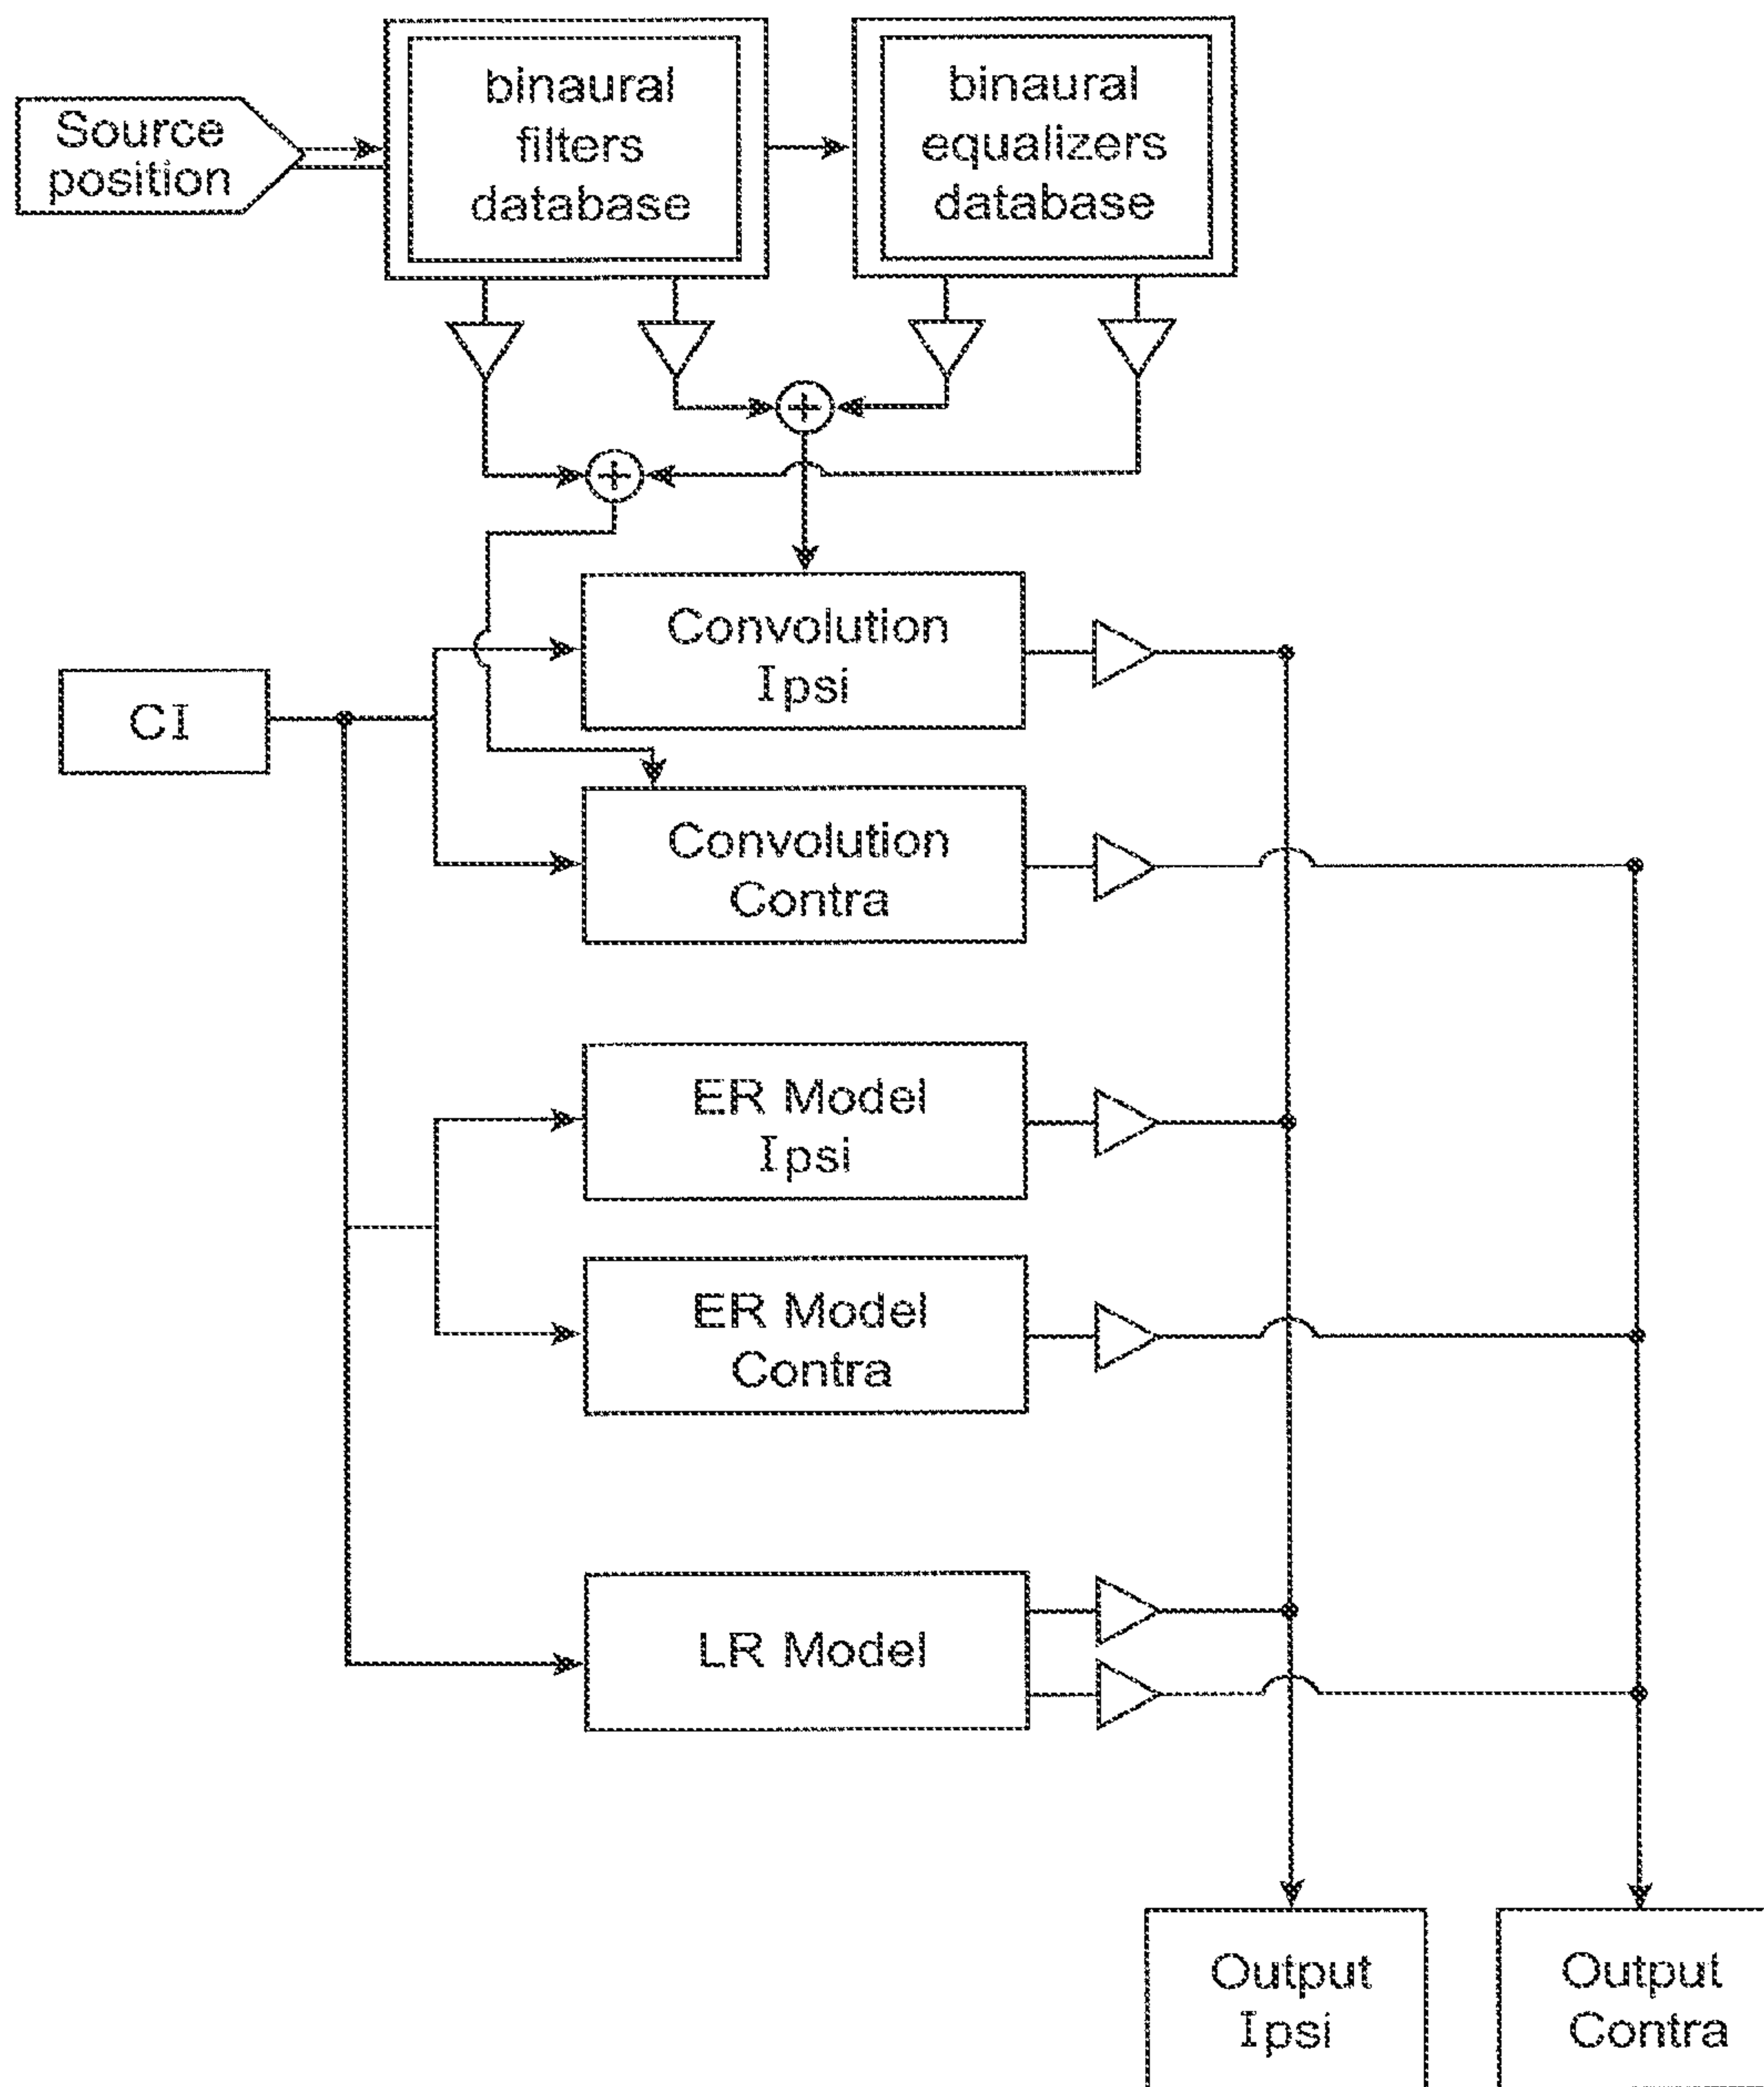 Source
position
binaural
filters
database
binaural
equalizers
database
Convolution
Ipsi
CI
Convolution
Contra
ER Model
Ipsi
ER Model
Contra
LR Model
Output
Ipsi
Output
Contra